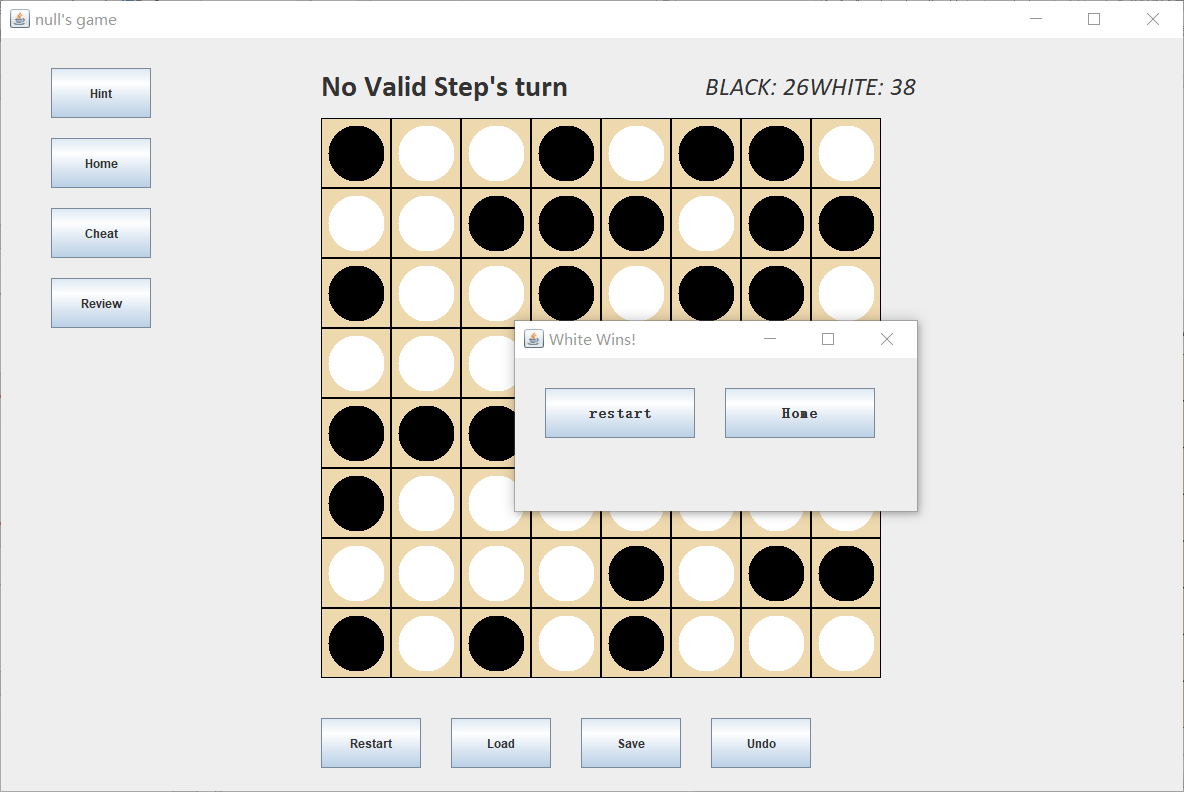 null's game
Hint
Home
Cheat
Review
No Valid Step's turn
BLACK: 26WHITE: 38
White Wins!
restart
Home
Restart
Load
Save
Undo